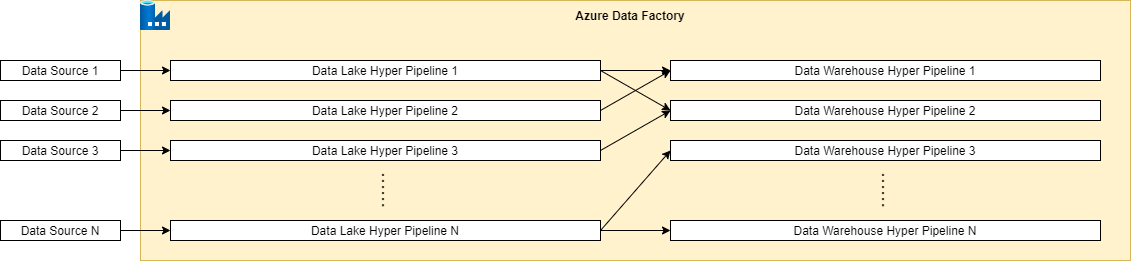 Azure Data Factory
Data Source 1
Data Lake Hyper Pipeline 1
Data Warehouse Hyper Pipeline 1
Data Source 2
Data Lake Hyper Pipeline 2
Data Warehouse Hyper Pipeline 2
Data Source 3
Data Lake Hyper Pipeline 3
Data Warehouse Hyper Pipeline 3
Data Source N
Data Lake Hyper Pipeline N
Data Warehouse Hyper Pipeline N